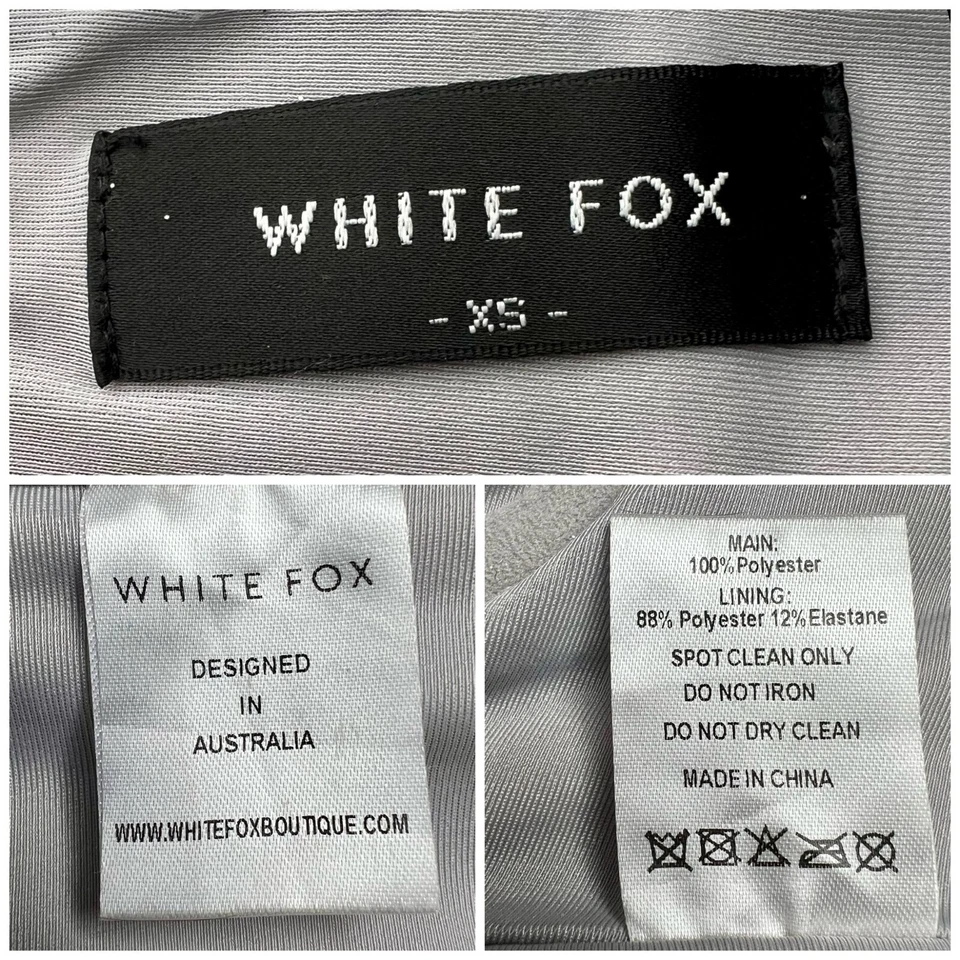 WHITE FOX
- XS -
WHITE FOX
DESIGNED
IN
AUSTRALIA
WWW.WHITEFOXBOUTIQUE.COM
MAIN:
100% Polyester
LINING:
88% Polyester 12% Elastane
SPOT CLEAN ONLY
DO NOT IRON
DO NOT DRY CLEAN
MADE IN CHINA